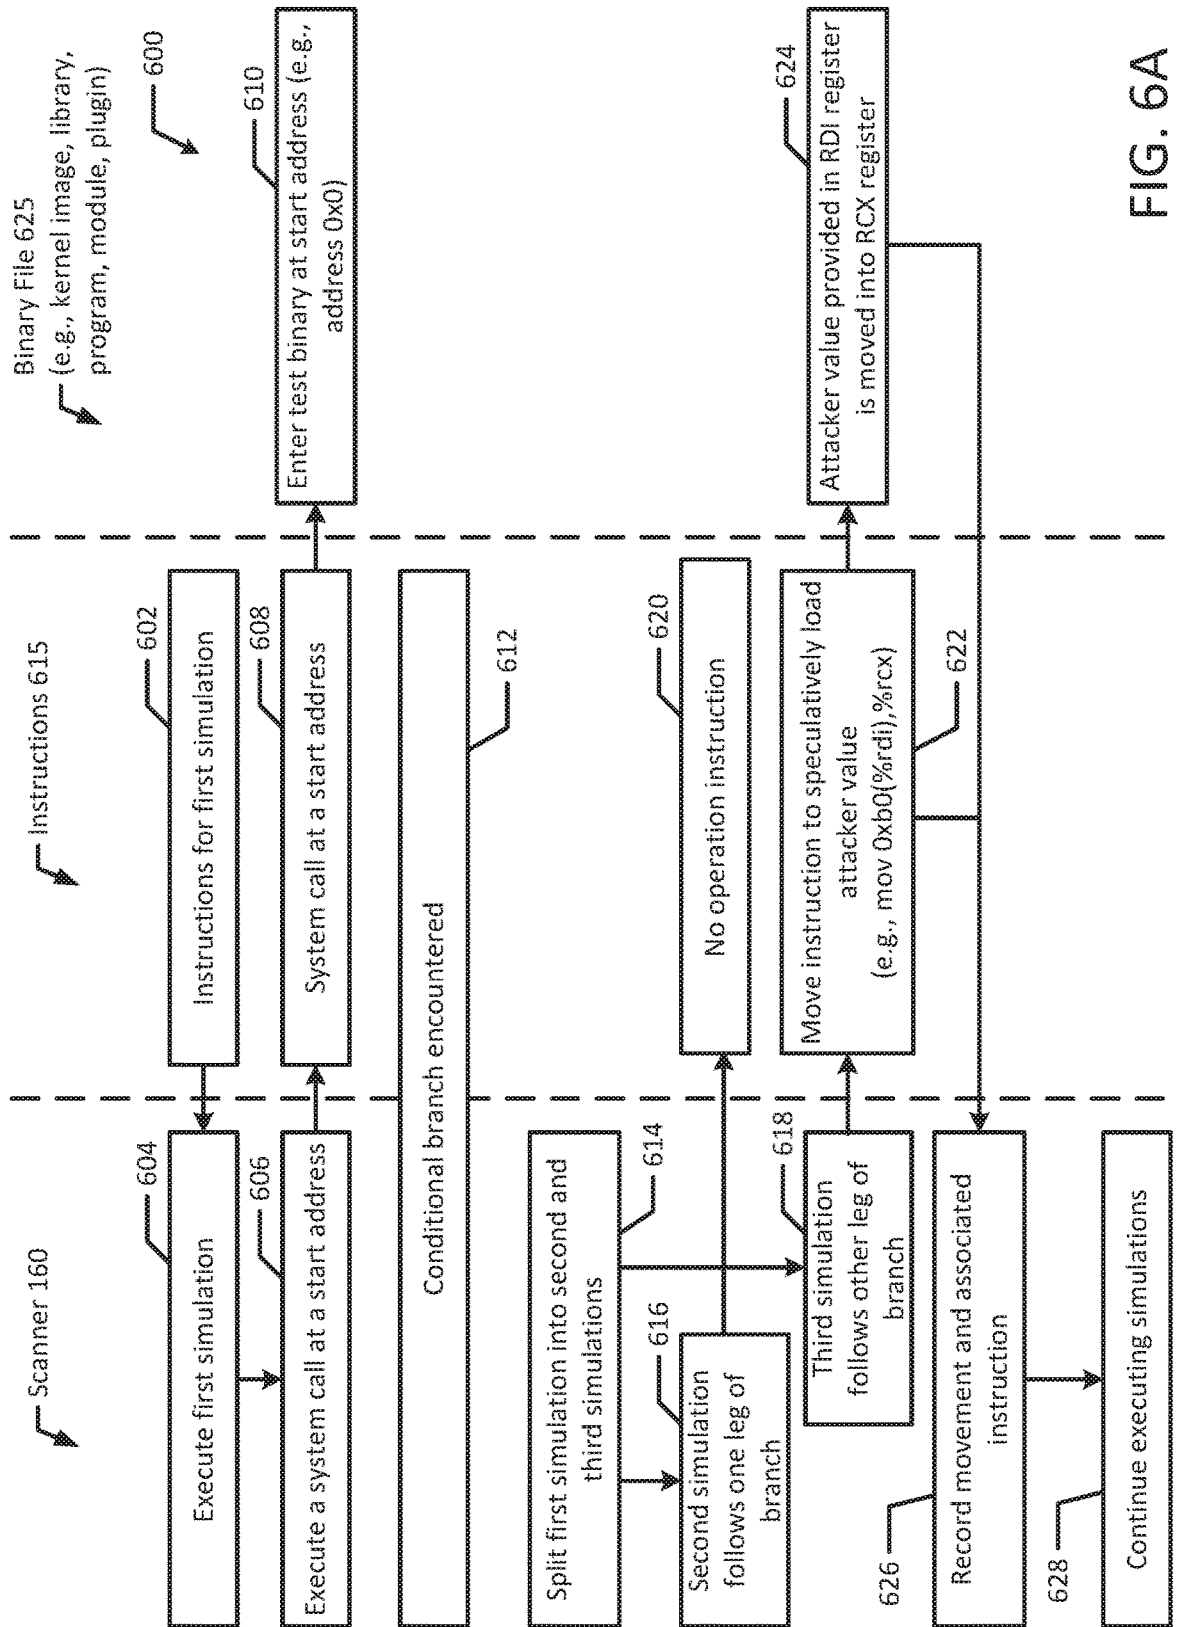 Scanner 160
Instructions 615
Binary File 625
(e.g., kernel image, library,
program, module, plugin)
600
604
Execute first simulation
602
Instructions for first simulation
606
Execute a system call at a start address
608
System call at a start address
610
Enter test binary at start address (e.g.,
address 0x0)
Conditional branch encountered
612
Split first simulation into second and
third simulations
614
616
Second simulation
follows one leg of
branch
620
No operation instruction
618
Third simulation
follows other leg of
branch
Move instruction to speculatively load
attacker value
(e.g., mov 0xb0(%rdi),%rcx)
622
624
Attacker value provided in RDI register
is moved into RCX register
626
Record movement and associated
instruction
628
Continue executing simulations
FIG. 6A